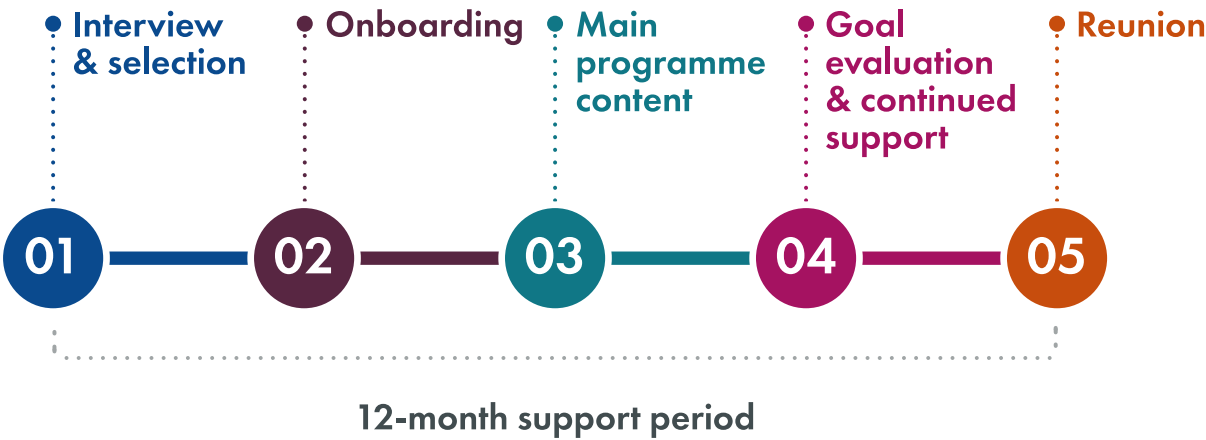 Interview
& selection
Onboarding
Main
programme
content
Goal
evaluation
& continued
support
Reunion
01
02
03
04
05
12-month support period